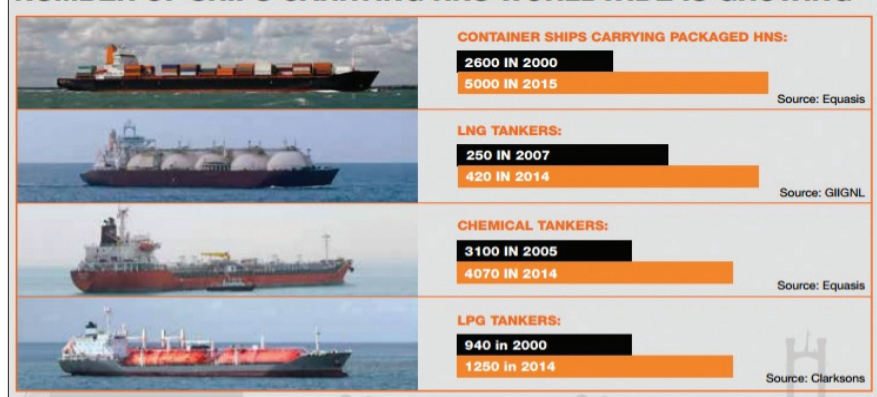 CONTAINER SHIPS CARRYING PACKAGED HNS:
2600 IN 2000
5000 IN 2015
Source: Equasis
LNG TANKERS:
250 IN 2007
420 IN 2014
Source: GIIGNL
CHEMICAL TANKERS:
3100 IN 2005
4070 IN 2014
Source: Equasis
LPG TANKERS:
940 in 2000
1250 in 2014
Source: Clarksons